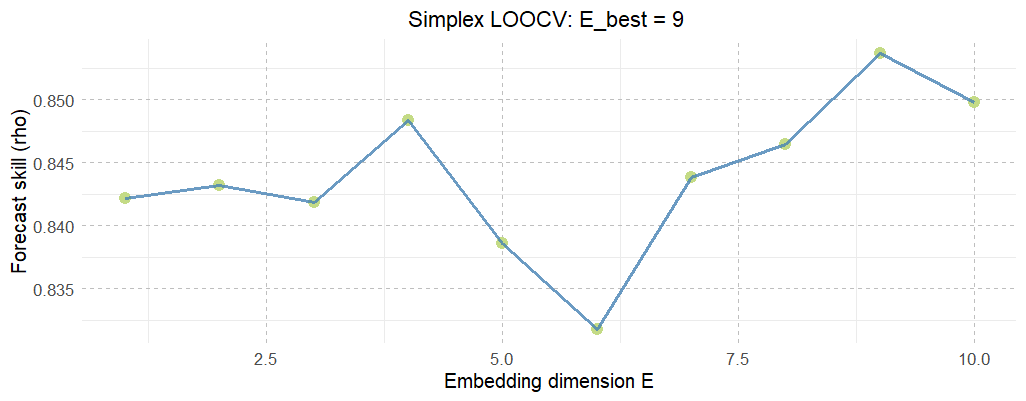 Simplex LOOCV: E_best = 9
Forecast skill (rho)
0.850
0.845
0.840
0.835
2.5 5.0 7.5 10.0
Embedding dimension E